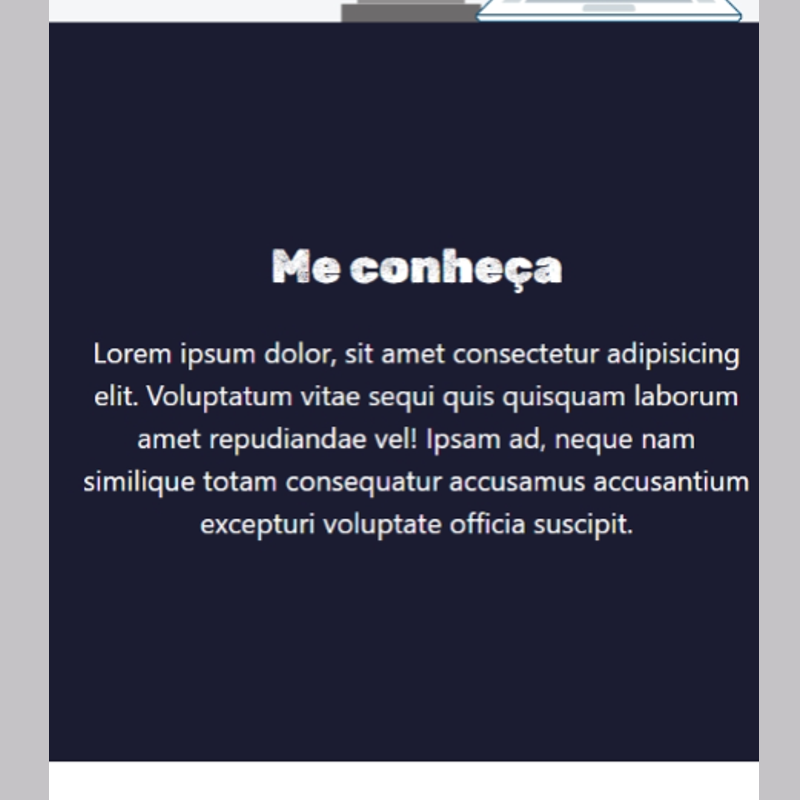 Me conheça
Lorem ipsum dolor, sit amet consectetur adipisicing
elit. Voluptatum vitae sequi quis quisquam laborum
amet repudiandae vel! Ipsam ad, neque nam
similique totam consequatur accusamus accusantium
excepturi voluptate officia suscipit.